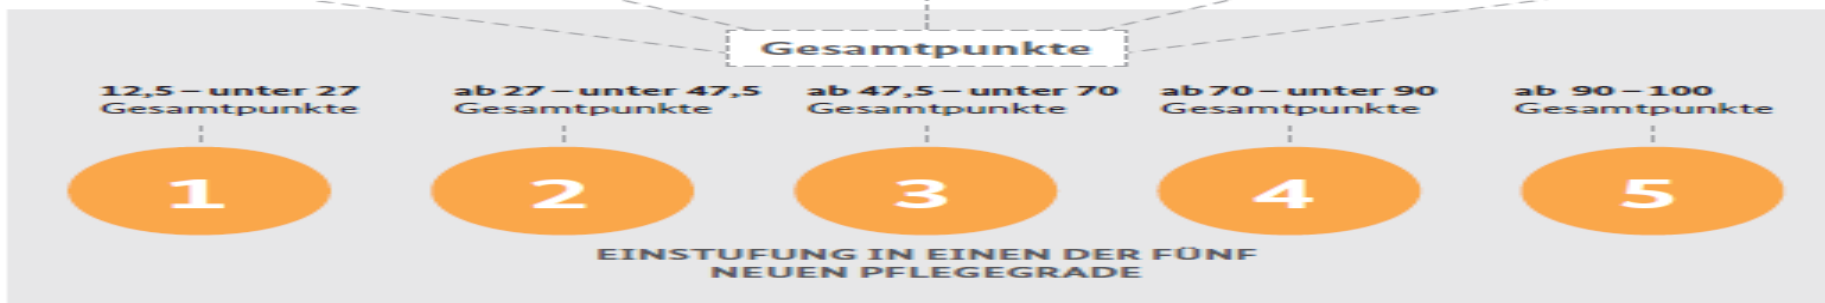 Gesamtpunkte
12,5 – unter 27
Gesamtpunkte
ab 27 – unter 47,5
Gesamtpunkte
ab 47,5 – unter 70
Gesamtpunkte
ab 70 – unter 90
Gesamtpunkte
ab 90 – 100
Gesamtpunkte
1
2
3
4
5
EINSTUFUNG IN EINEN DER FÜNF
NEUEN PFLEGEGRADE